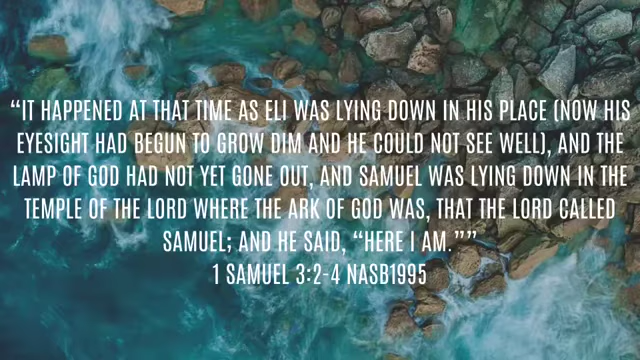 “IT HAPPENED AT THAT TIME AS ELI WAS LYING DOWN IN HIS PLACE (NOW HIS
EYESIGHT HAD BEGUN TO GROW DIM AND HE COULD NOT SEE WELL), AND THE
LAMP OF GOD HAD NOT YET GONE OUT, AND SAMUEL WAS LYING DOWN IN THE
TEMPLE OF THE LORD WHERE THE ARK OF GOD WAS, THAT THE LORD CALLED
SAMUEL; AND HE SAID, “HERE I AM.””
1 SAMUEL 3:2-4 NASB1995